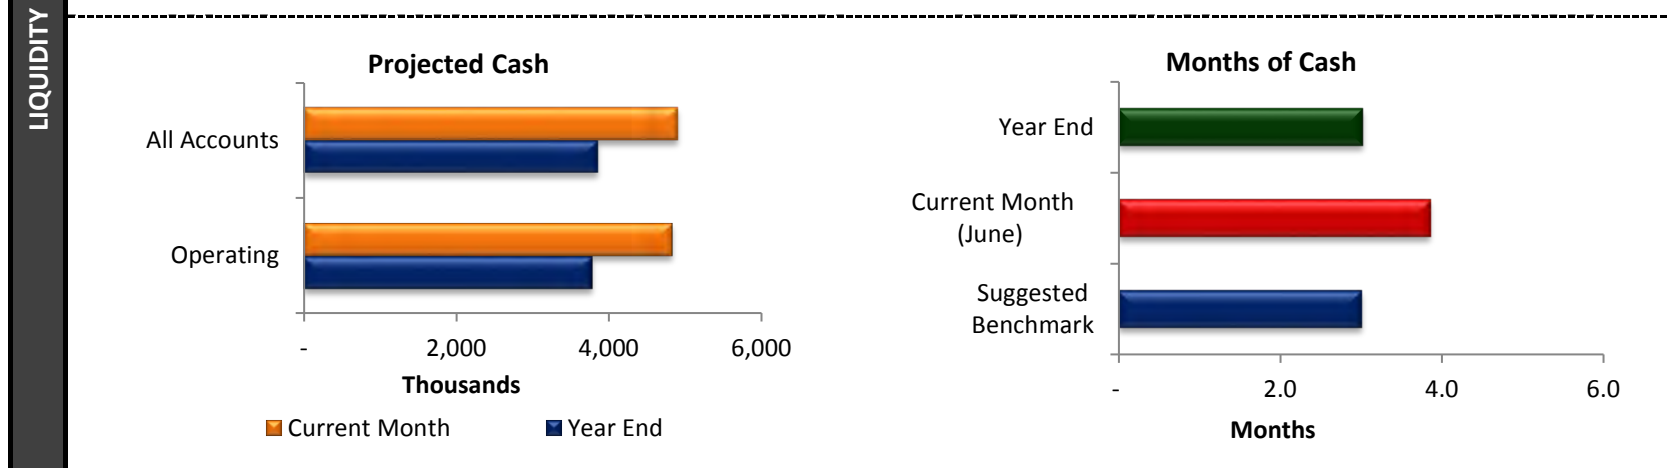 LIQUIDITY
Projected Cash
All Accounts
Operating
-
2,000
4,000
6,000
Thousands
Current Month
Year End
Months of Cash
Year End
Current Month
(June)
Suggested
Benchmark
-
2.0
4.0
6.0
Months